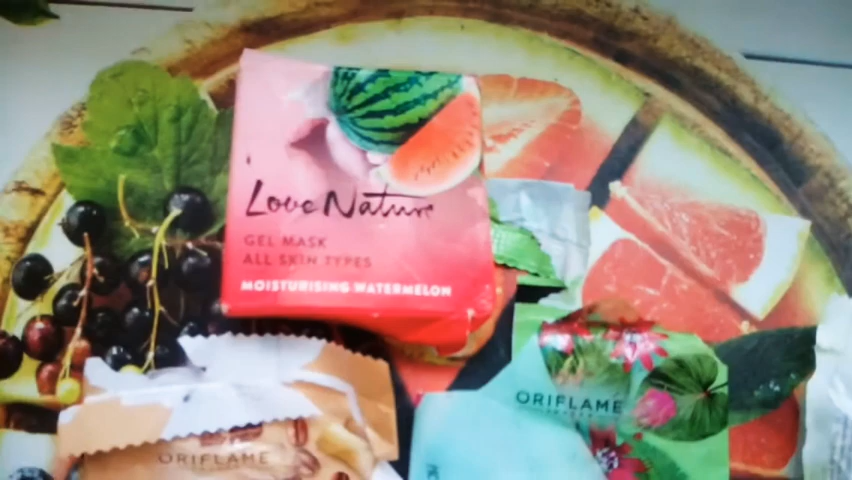 Love Nature
GEL MASK
ALL SKIN TYPES
MOISTURISING WATERMELON
ORIFLAME
ORIFLAME